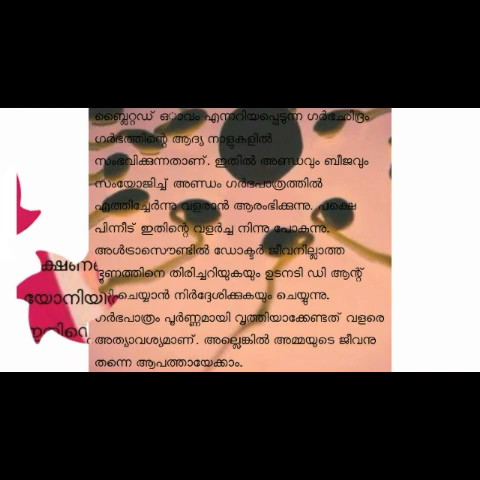 ബ്ലൈറ്റഡ് ഓവം എന്നറിയപ്പെടുന്ന ഗർഭഛിദ്രം
ഗർഭത്തിന്റെ ആദ്യ നാളുകളിൽ
സംഭവിക്കുന്നതാണ്. ഇതിൽ അണ്ഡവും ബീജവും
സംയോജിച്ച് അണ്ഡം ഗർഭപാത്രത്തിൽ
എത്തിച്ചേർന്നു വളരാൻ ആരംഭിക്കുന്നു. പക്ഷെ
പിന്നീട് ഇതിന്റെ വളർച്ച നിന്നു പോകുന്നു.
അൾട്രാസൌണ്ടിൽ ഡോക്ടർ ജീവനില്ലാത്ത
ഭ്രൂണത്തിനെ തിരിച്ചറിയുകയും ഉടനടി ഡി ആന്റ്
ചെയ്യാൻ നിർദ്ദേശിക്കുകയും ചെയ്യുന്നു.
ഗർഭപാത്രം പൂർണ്ണമായി വൃത്തിയാക്കേണ്ടത് വളരെ
അത്യാവശ്യമാണ്. അല്ലെങ്കിൽ അമ്മയുടെ ജീവനു
തന്നെ ആപത്തായേക്കാം.